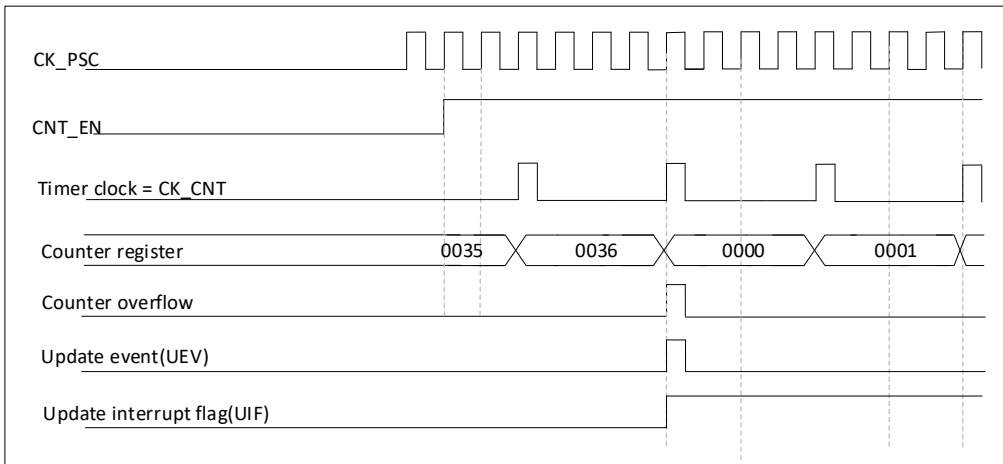 CK_PSC
CNT_EN
Timer clock = CK_CNT
Counter register 0035 0036 0000 0001
Counter overflow
Update event(UEV)
Update interrupt flag(UIF)